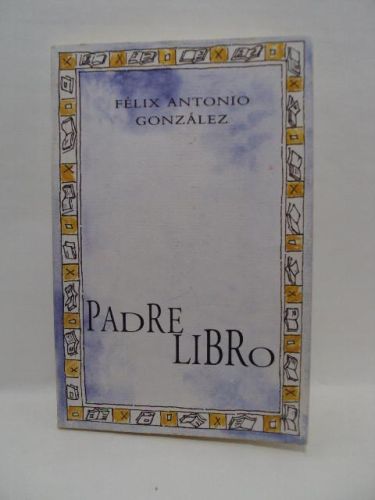 FÉLIX ANTONIO
GONZÁLEZ
PADRE
LIBRO